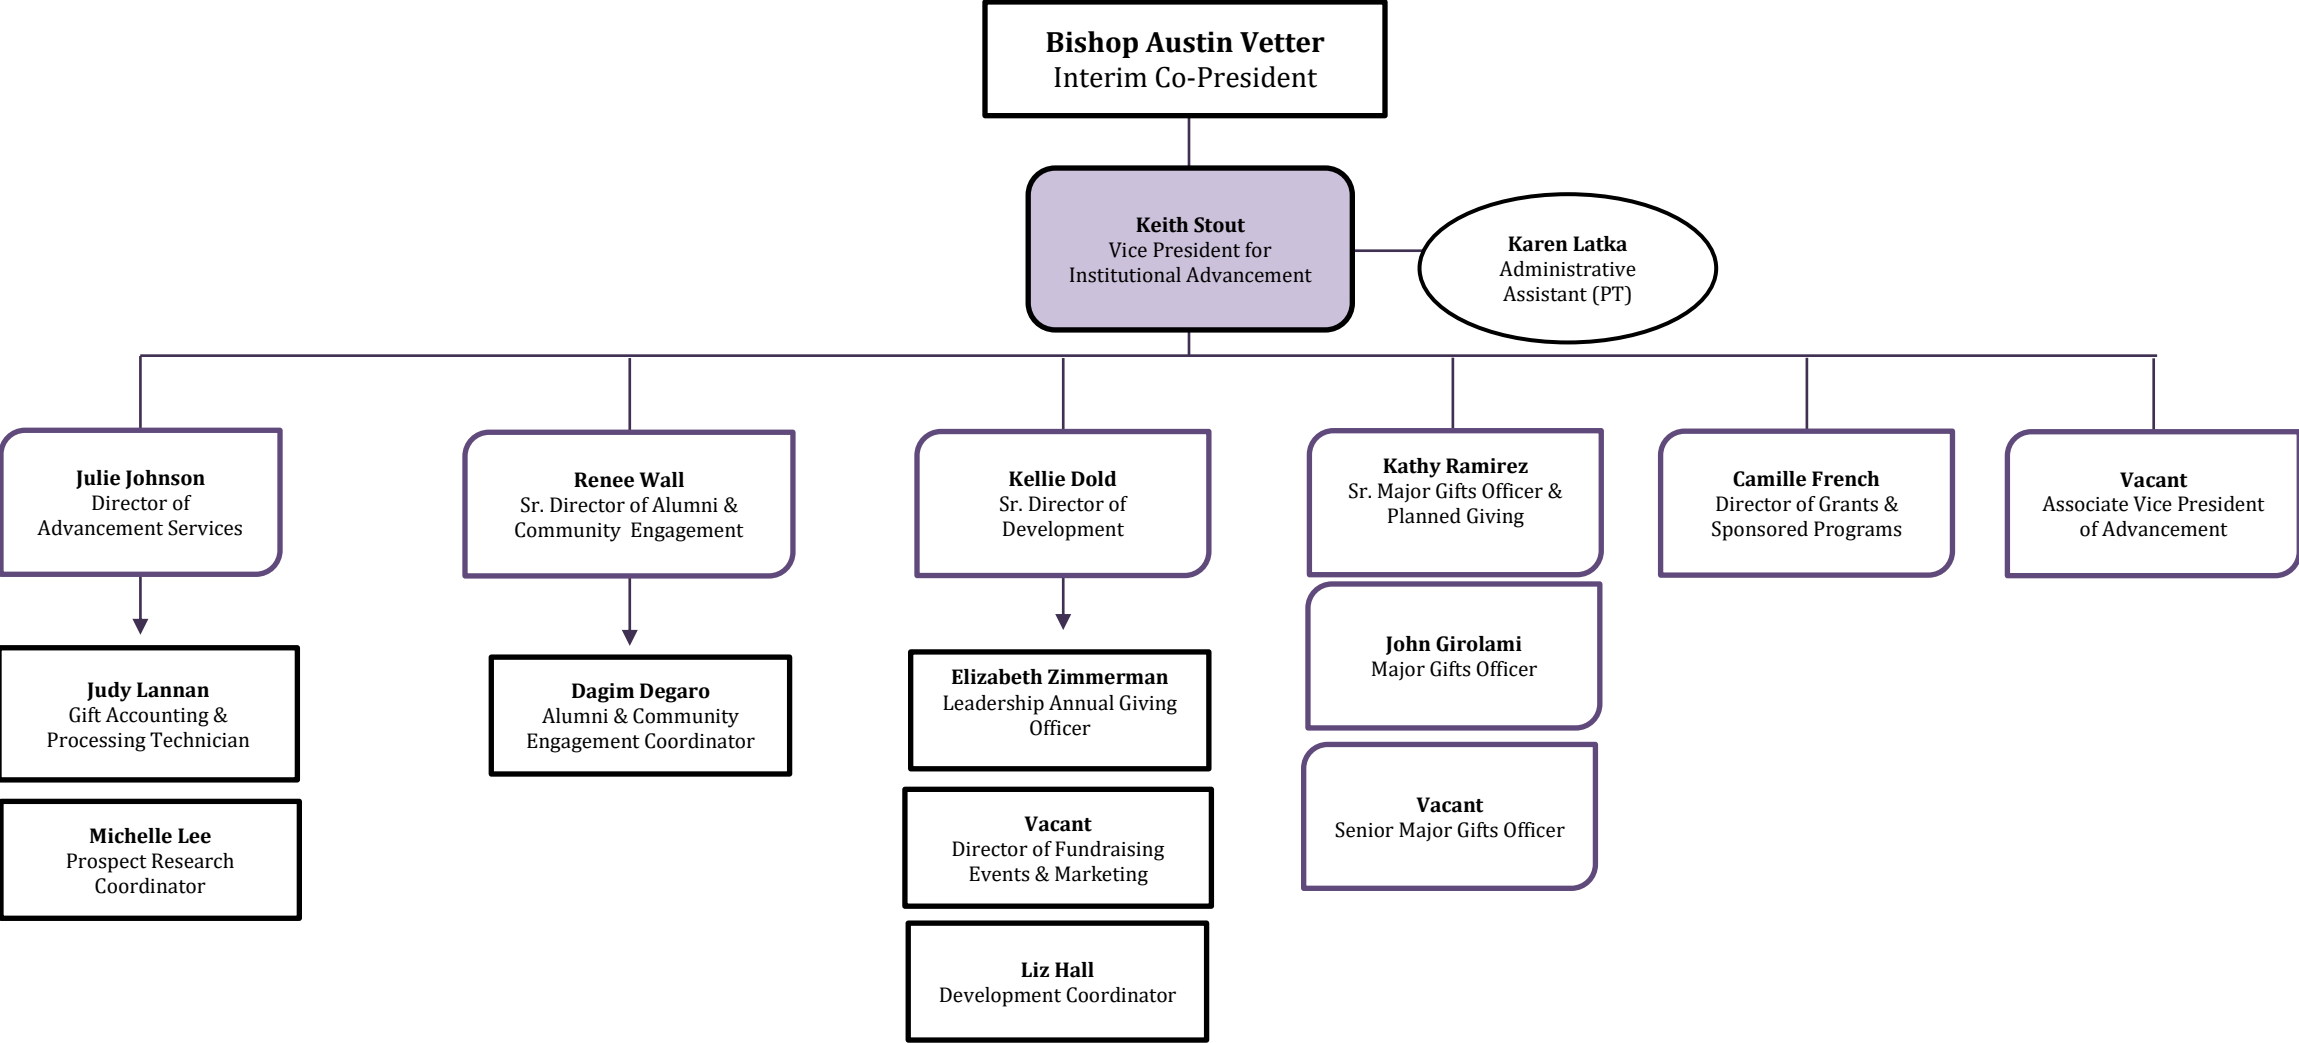 Bishop Austin Vetter
Interim Co-President
Keith Stout
Vice President for
Institutional Advancement
Karen Latka
Administrative
Assistant (PT)
Julie Johnson
Director of
Advancement Services
Renee Wall
Sr. Director of Alumni &
Community  Engagement
Kellie Dold
Sr. Director of
Development
Kathy Ramirez
Sr. Major Gifts Officer &
Planned Giving
Camille French
Director of Grants &
Sponsored Programs
Vacant
Associate Vice President
of Advancement
Judy Lannan
Gift Accounting &
Processing Technician
Michelle Lee
Prospect Research
Coordinator
Dagim Degaro
Alumni & Community
Engagement Coordinator
Elizabeth Zimmerman
Leadership Annual Giving
Officer
Vacant
Director of Fundraising
Events & Marketing
Liz Hall
Development Coordinator
John Girolami
Major Gifts Officer
Vacant
Senior Major Gifts Officer